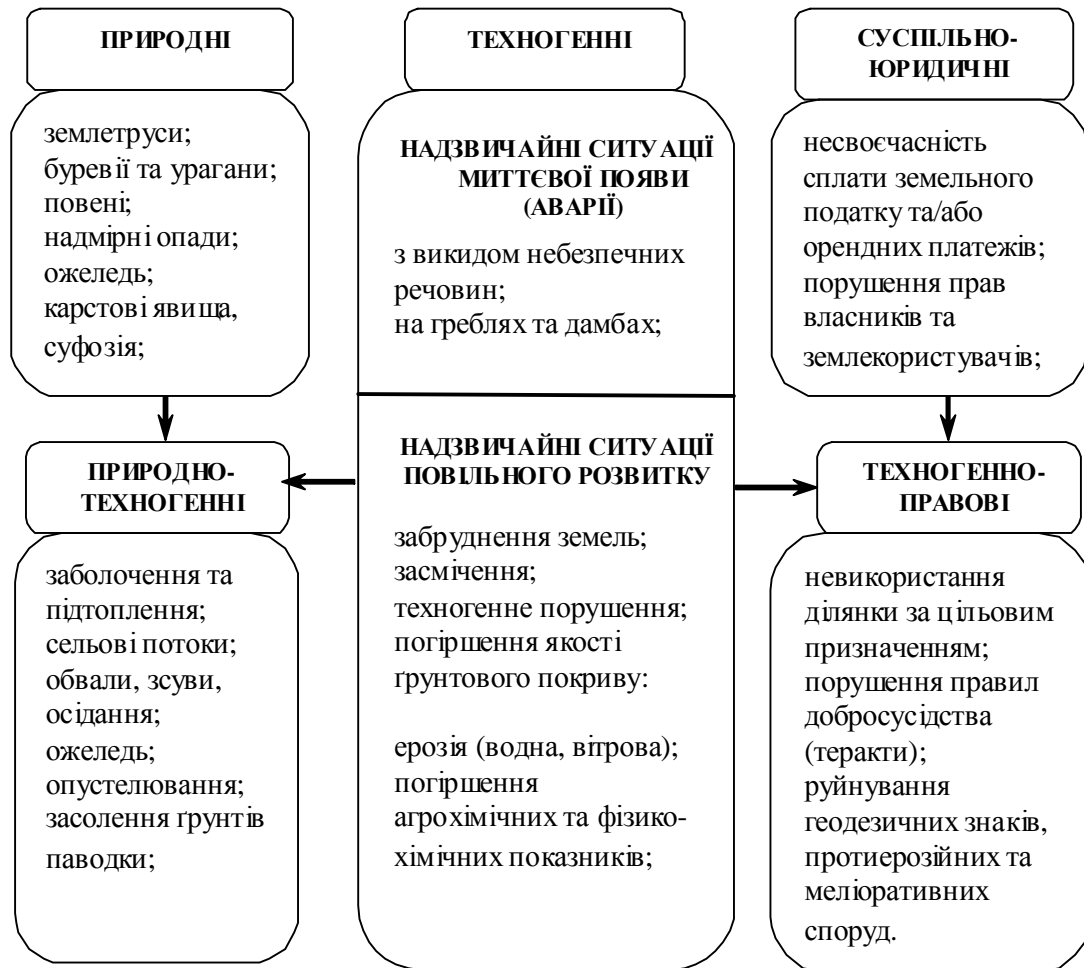 ПРИРОДНІ
землетруси;
буревії та урагани;
повені;
надмірні опади;
ожеледь;
карстові явища,
суфозія;
ПРИРОДНО-
ТЕХНОГЕННІ
заболочення та
підтоплення;
сельові потоки;
обвали, зсуви,
осідання;
ожеледь;
опустелювання;
засолення ґрунтів
паводки;
ТЕХНОГЕННІ
НАДЗВИЧАЙНІ СИТУАЦІЇ
МИТТЄВОЇ ПОЯВИ
(АВАРІЇ)
з викидом небезпечних
речовин;
на греблях та дамбах;
НАДЗВИЧАЙНІ СИТУАЦІЇ
ПОВІЛЬНОГО РОЗВИТКУ
забруднення земель;
засмічення;
техногенне порушення;
погіршення якості
ґрунтового покриву:
ерозія (водна, вітрова);
погіршення
агрохімічних та фізико-
хімічних показників;
СУСПІЛЬНО-
ЮРИДИЧНІ
несвоєчасність
сплати земельного
податку та/або
орендних платежів;
порушення прав
власників та
землекористувачів;
ТЕХНОГЕННО-
ПРАВОВІ
невикористання
ділянки за цільовим
призначенням;
порушення правил
добросусідства
(теракти);
руйнування
геодезичних знаків,
протиерозійних та
меліоративних
споруд.